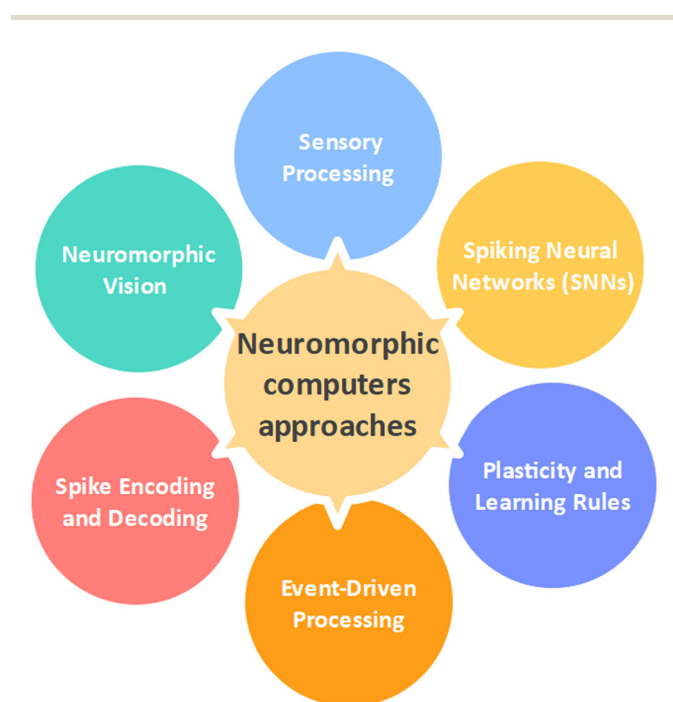 Sensory
Processing
Neuromorphic
Vision
Spiking Neural
Networks (SNNs)
Neuromorphic
computers
approaches
Spike Encoding
and Decoding
Plasticity and
Learning Rules
Event-Driven
Processing